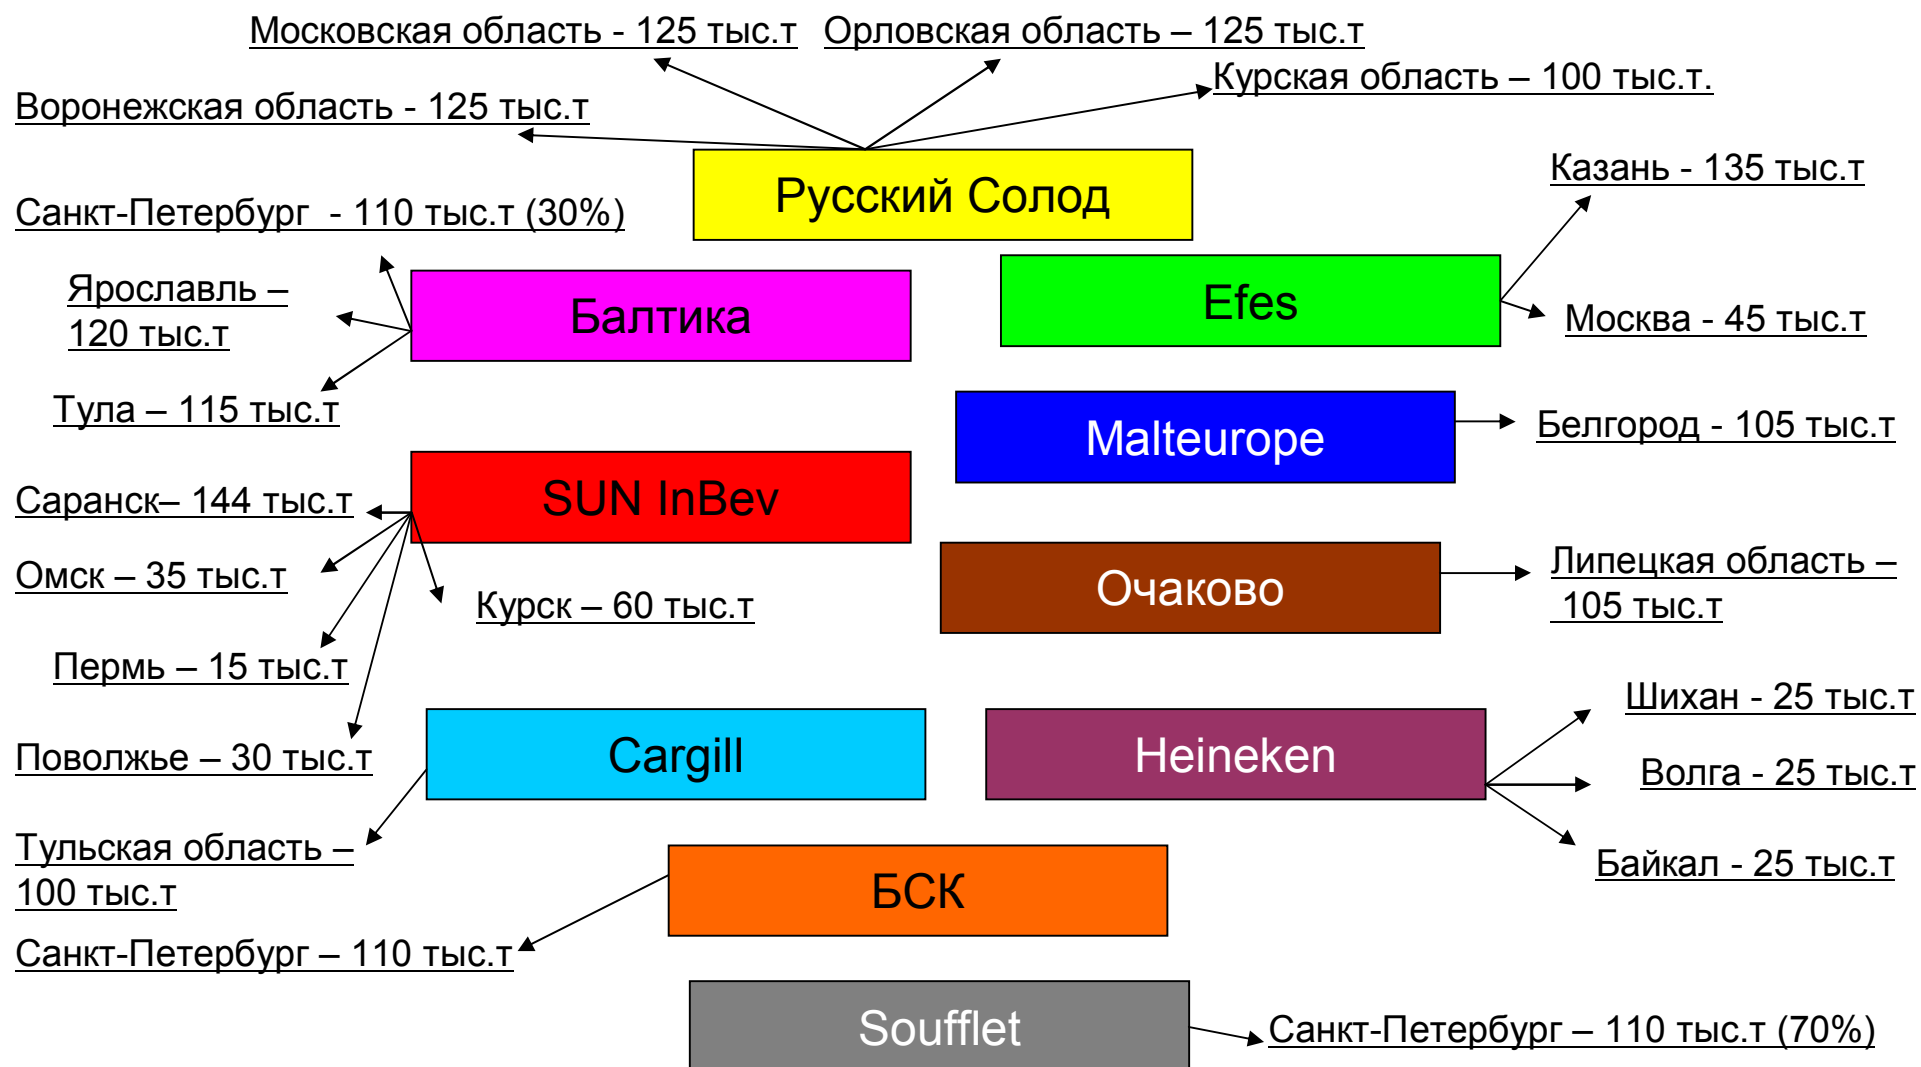 Московская область - 125 тыс.т
Орловская область – 125 тыс.т
Курская область – 100 тыс.т.
Воронежская область - 125 тыс.т
Русский Солод
Казань - 135 тыс.т
Санкт-Петербург - 110 тыс.т (30%)
Ярославль –
120 тыс.т
Балтика
Efes
Москва - 45 тыс.т
Тула – 115 тыс.т
Malteurope
Белгород - 105 тыс.т
Саранск– 144 тыс.т
SUN InBev
Омск – 35 тыс.т
Курск – 60 тыс.т
Очаково
Липецкая область –
105 тыс.т
Пермь – 15 тыс.т
Шихан - 25 тыс.т
Поволжье – 30 тыс.т
Cargill
Heineken
Волга - 25 тыс.т
Тульская область –
100 тыс.т
Байкал - 25 тыс.т
БСК
Санкт-Петербург – 110 тыс.т
Soufflet
Санкт-Петербург – 110 тыс.т (70%)